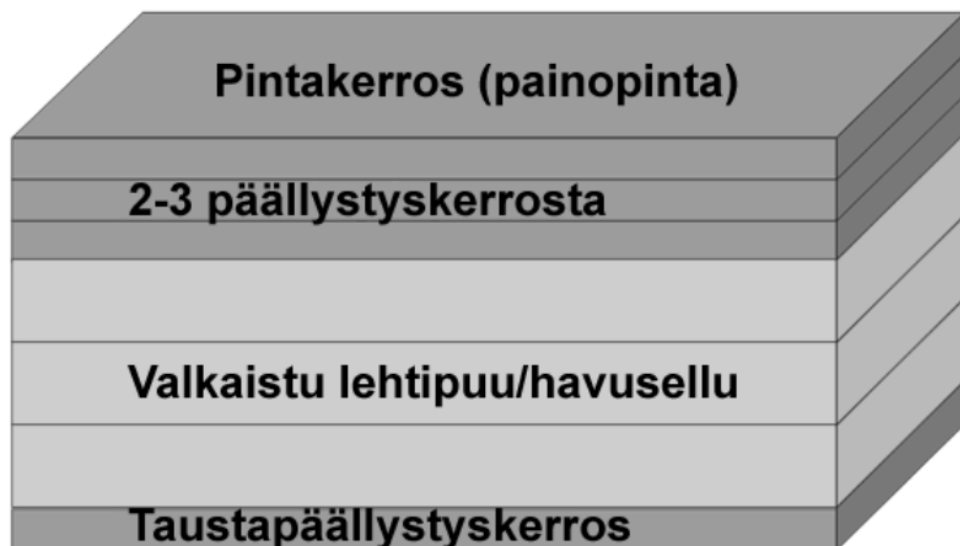 Pintakerros (painopinta)
2-3 päällystyskerrosta
Valkaistu lehtipuu/havusellu
Taustapäällystyskerros